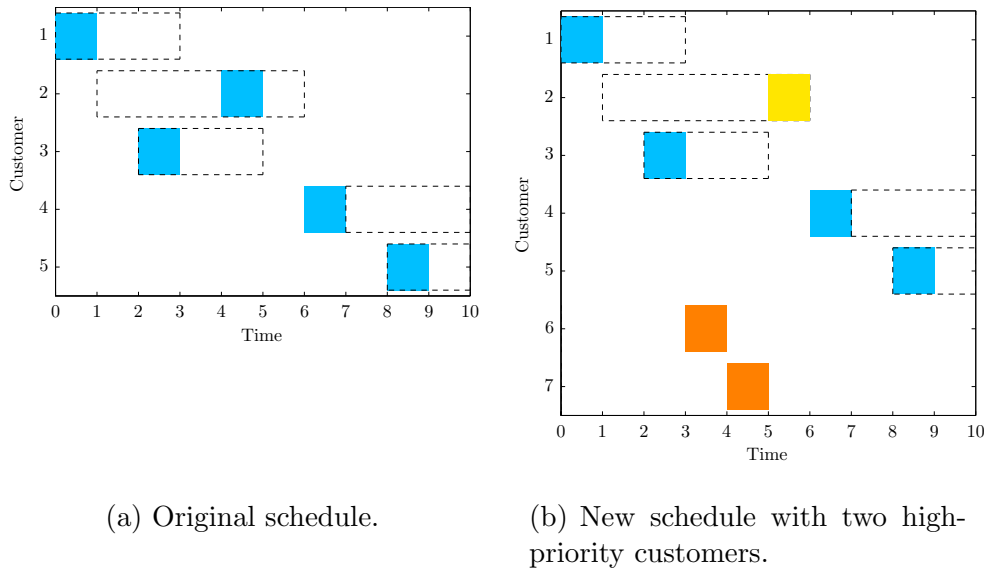 1
2
3
4
5
Customer
0 1 2 3 4 5 6 7 8 9 10
Time
(a) Original schedule.
1
2
3
4
5
6
7
Customer
0 1 2 3 4 5 6 7 8 9 10
Time
(b) New schedule with two high-
priority customers.